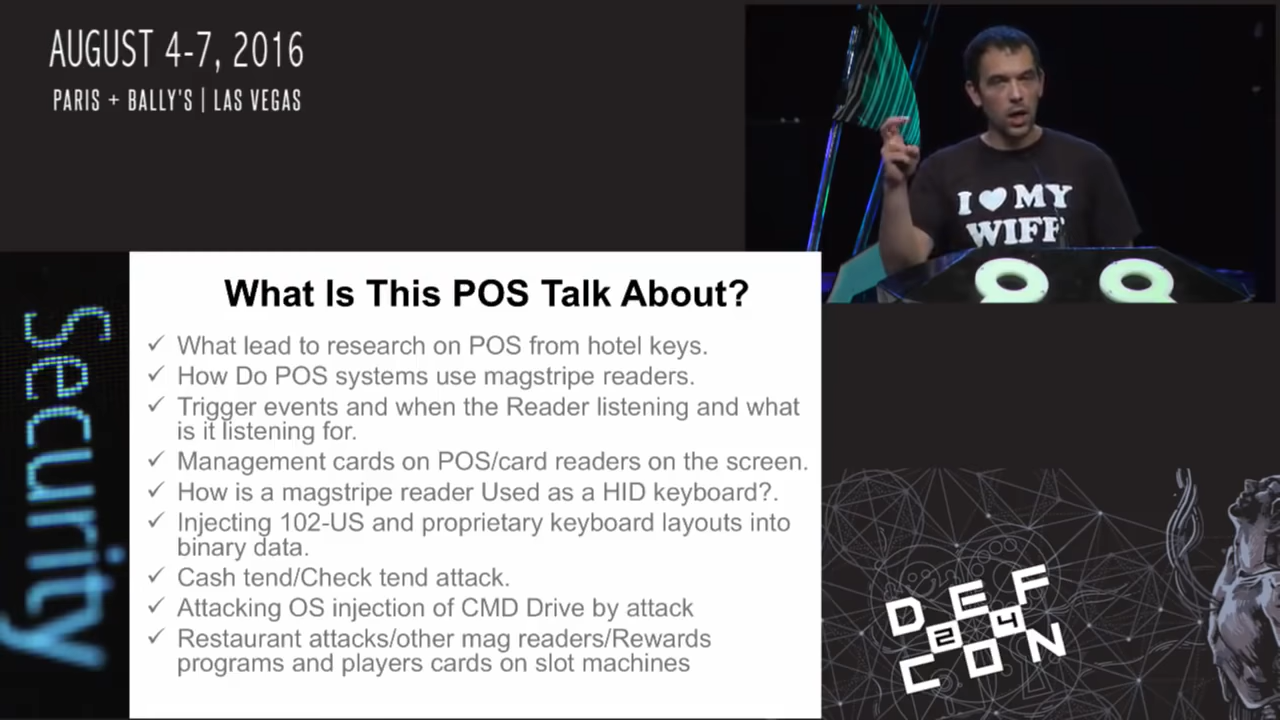 AUGUST 4-7, 2016
PARIS + BALLY'S | LAS VEGAS
I ♥ MY
WIFE
Security
What Is This POS Talk About?
✓ What lead to research on POS from hotel keys.
✓ How Do POS systems use magstripe readers.
✓ Trigger events and when the Reader listening and what
is it listening for.
✓ Management cards on POS/card readers on the screen.
✓ How is a magstripe reader Used as a HID keyboard?.
✓ Injecting 102-US and proprietary keyboard layouts into
binary data.
✓ Cash tend/Check tend attack.
✓ Attacking OS injection of CMD Drive by attack
✓ Restaurant attacks/other mag readers/Rewards
programs and players cards on slot machines
DEF
24
CON